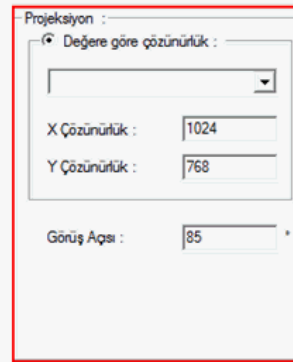 Projeksiyon :
Değere göre çözünürlük :
X Çözünürlük : 1024
Y Çözünürlük : 768
Görüş Açısı : 85 °